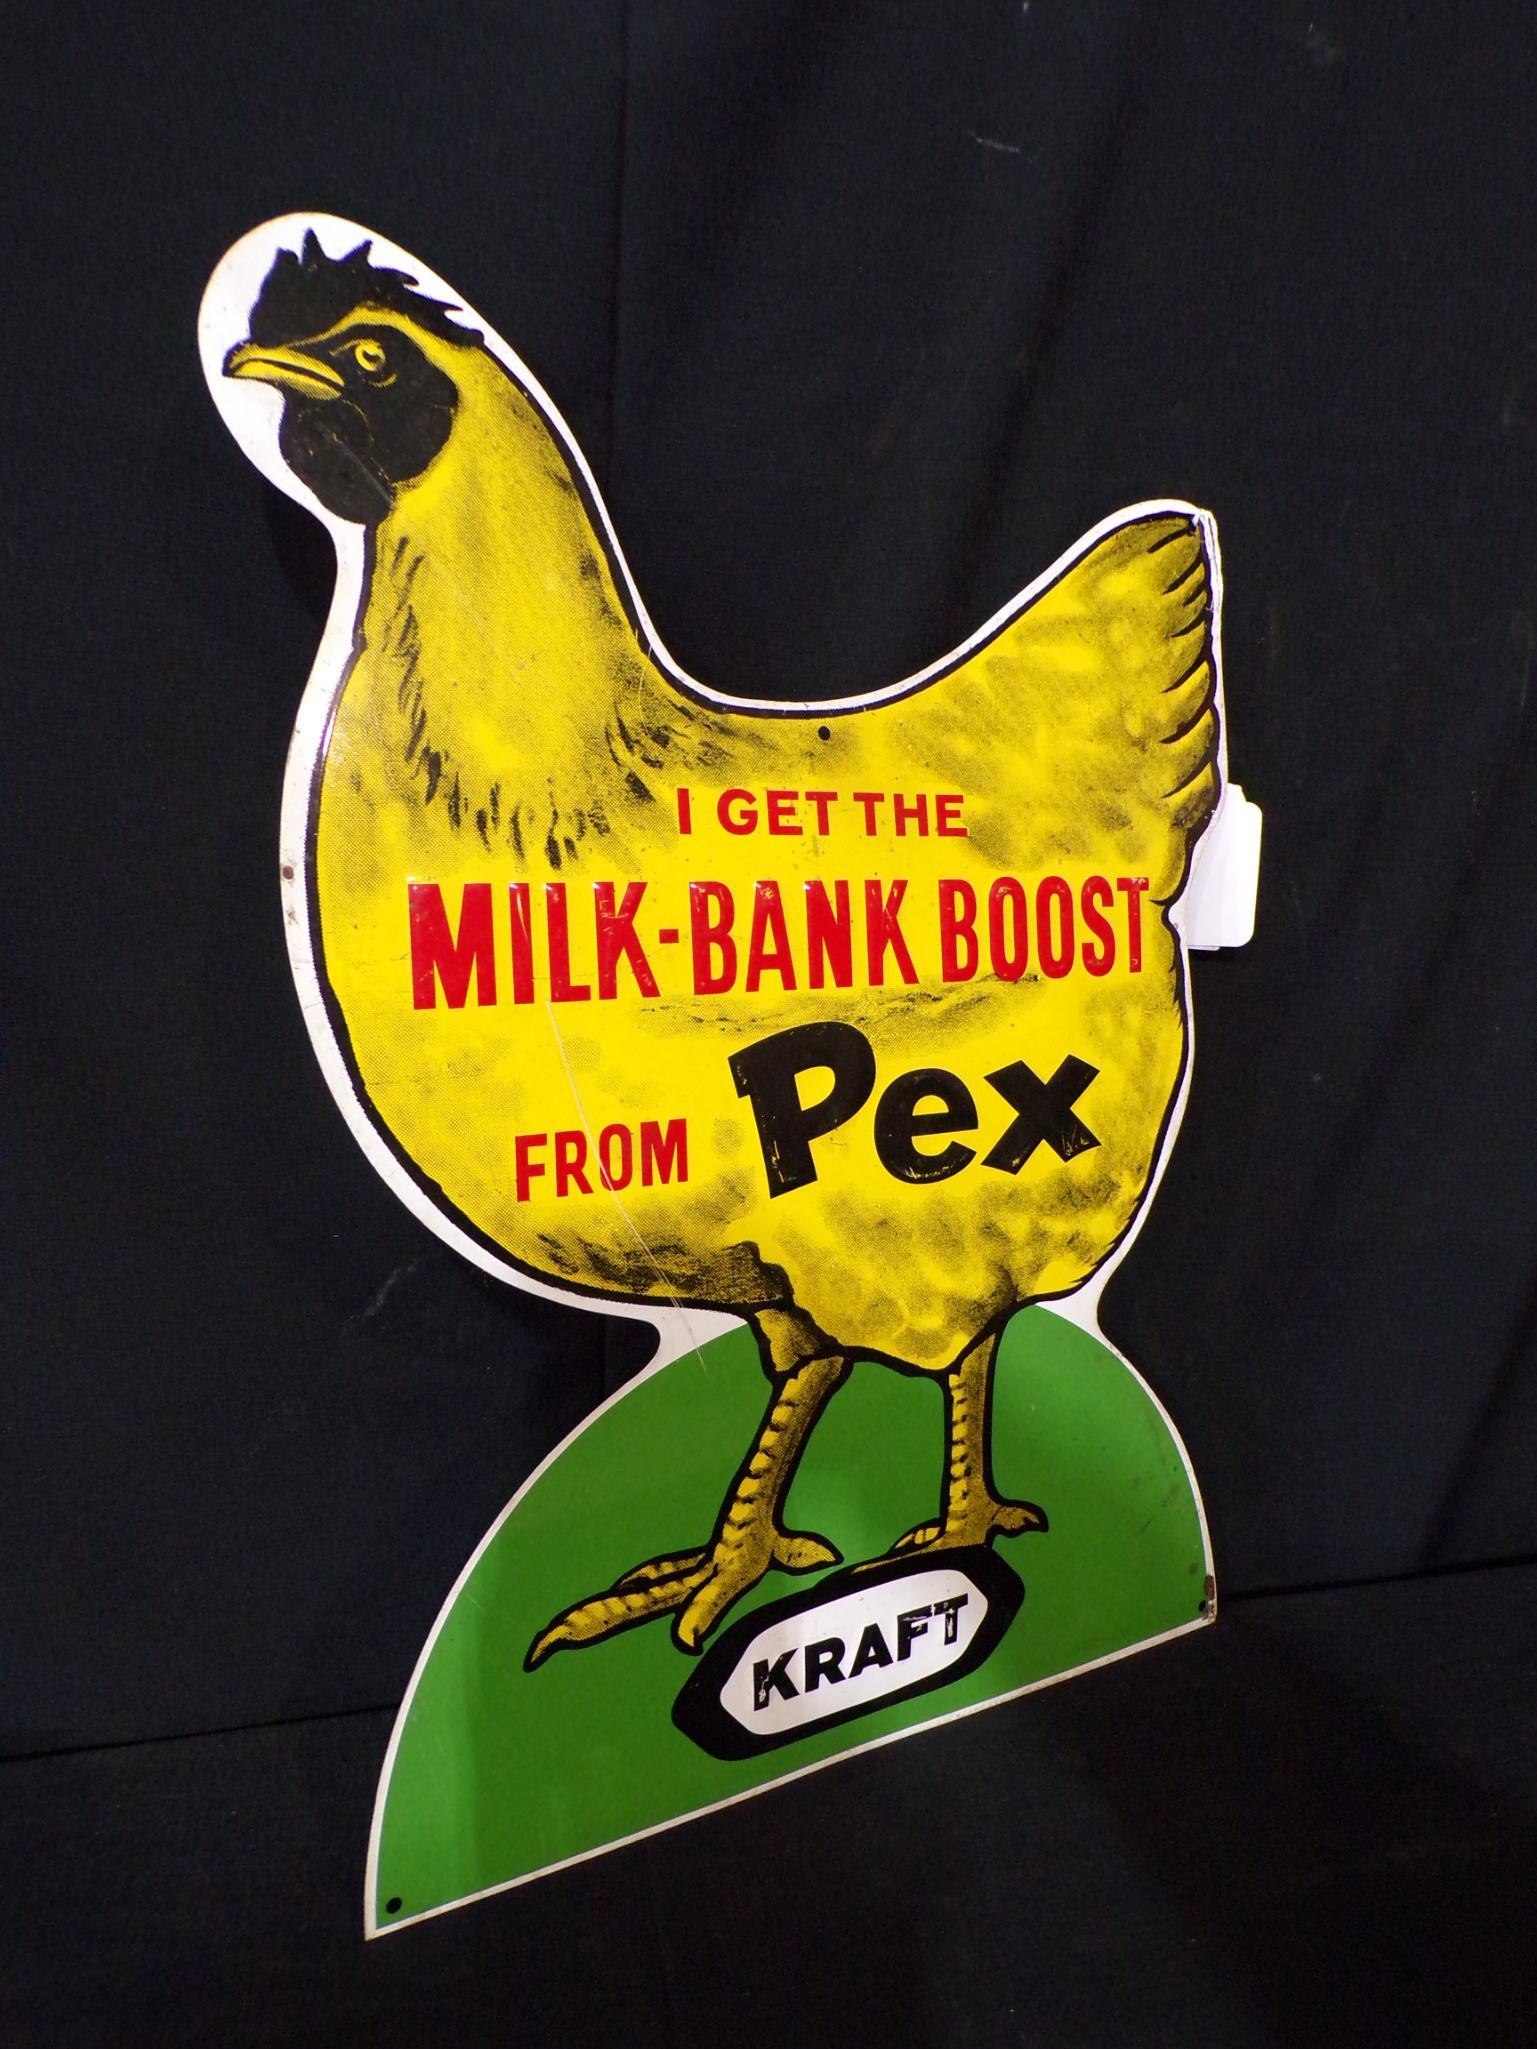 I GET THE
MILK-BANK BOOST
FROM Pex
KRAFT